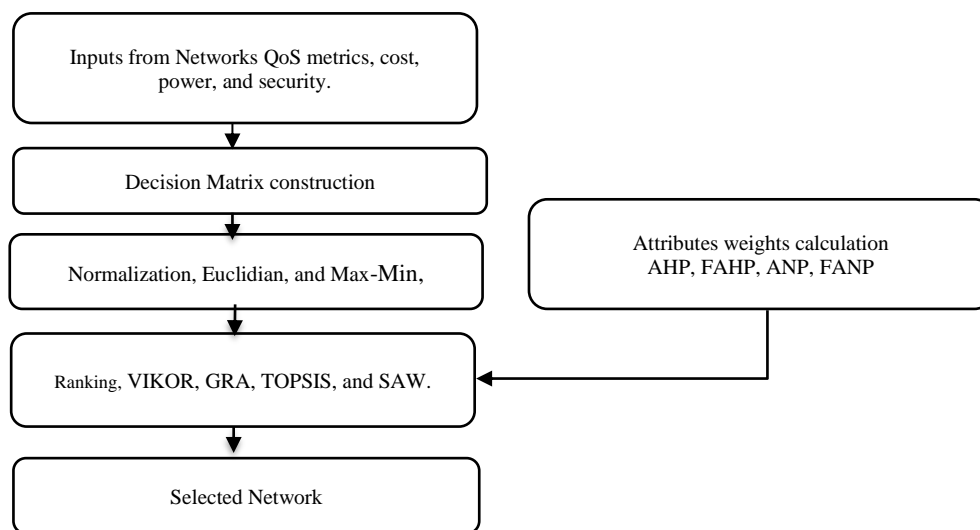 Inputs from Networks QoS metrics, cost,
power, and security.
Decision Matrix construction
Normalization, Euclidian, and Max-Min,
Attributes weights calculation
AHP, FAHP, ANP, FANP
Ranking, VIKOR, GRA, TOPSIS, and SAW.
Selected Network